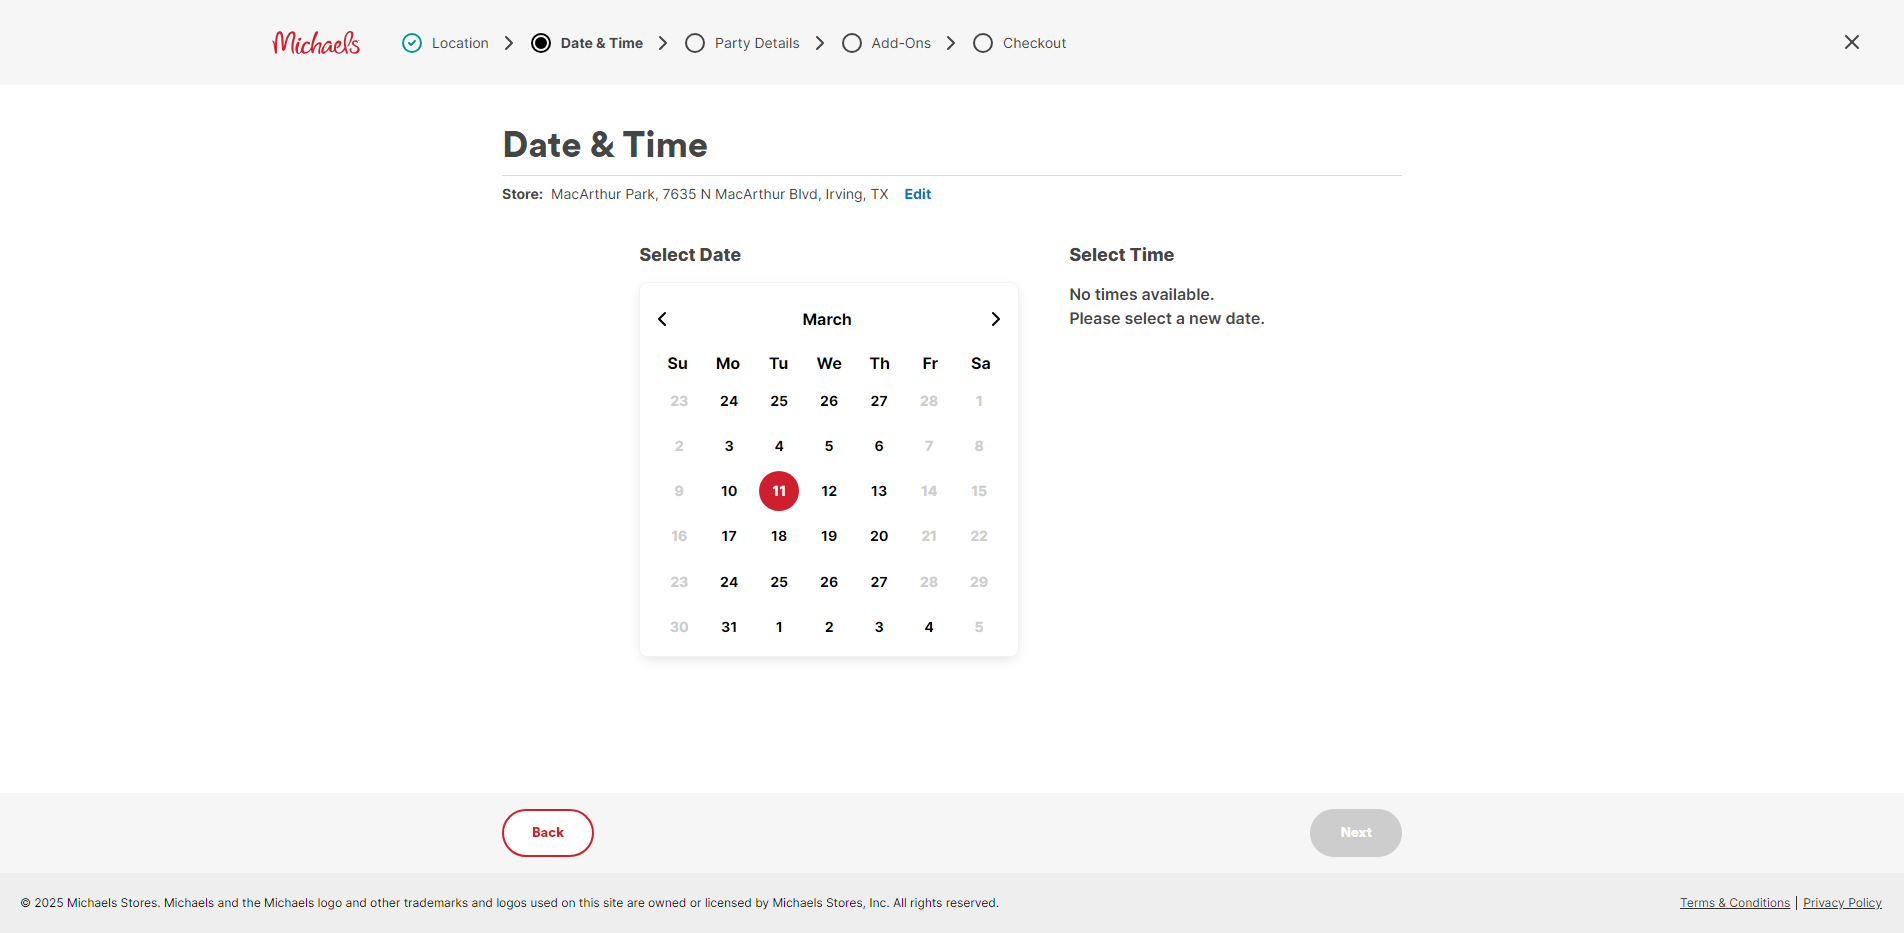 Michaels
Location
Date & Time
Party Details
Add-Ons
Checkout
Date & Time
Store: MacArthur Park, 7635 N MacArthur Blvd, Irving, TX Edit
Select Date
March
Su Mo Tu We Th Fr Sa
23 24 25 26 27 28 1
2 3 4 5 6 7 8
9 10 11 12 13 14 15
16 17 18 19 20 21 22
23 24 25 26 27 28 29
30 31 1 2 3 4 5
Select Time
No times available.
Please select a new date.
Back
Next
© 2025 Michaels Stores. Michaels and the Michaels logo and other trademarks and logos used on this site are owned or licensed by Michaels Stores, Inc. All rights reserved.
Terms & Conditions | Privacy Policy